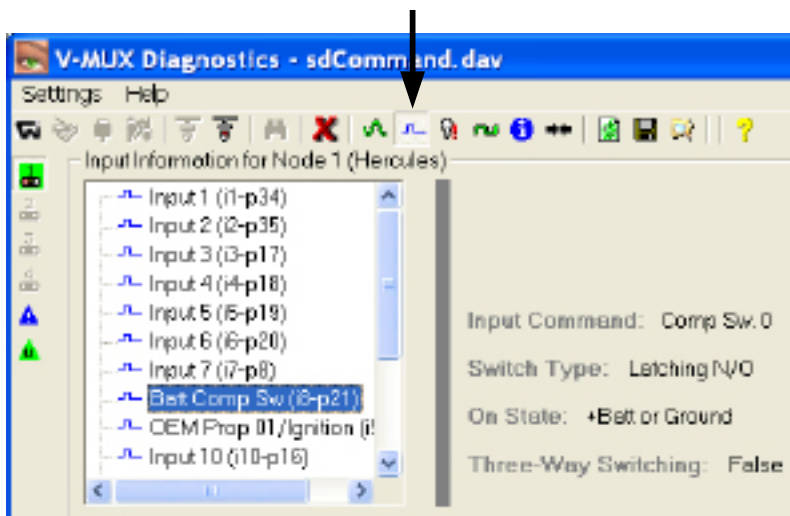 V-MUX Diagnostics - sdCommand.dav
Settings Help
Input Information for Node 1 (Hercules)
Input 1 (i1-p34)
Input 2 (i2-p35)
Input 3 (i3-p17)
Input 4 (i4-p18)
Input 5 (i5-p19)
Input 6 (i6-p20)
Input 7 (i7-p8)
Batt Comp Sw (i8-p21)
OEM Prop 01/Ignition (i
Input 10 (i10-p16)
Input Command: Comp Sw. 0
Switch Type: Latching N/O
On State: +Batt or Ground
Three-Way Switching: False
2
3
4